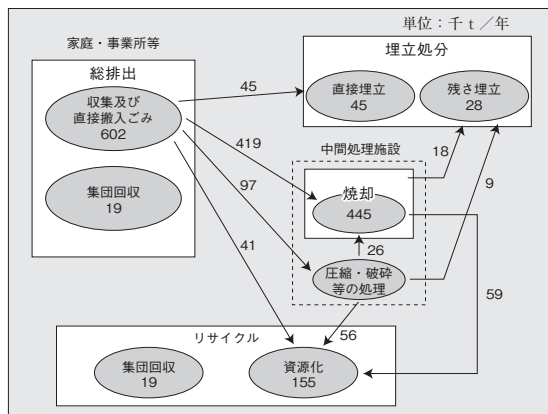 単位：千ｔ／年
家庭・事業所等
総排出
収集及び
直接搬入ごみ
602
集団回収
19
埋立処分
直接埋立
45
残さ埋立
28
45
419
97
41
中間処理施設
焼却
445
18
9
26
圧縮・破砕
等の処理
59
56
リサイクル
集団回収
19
資源化
155